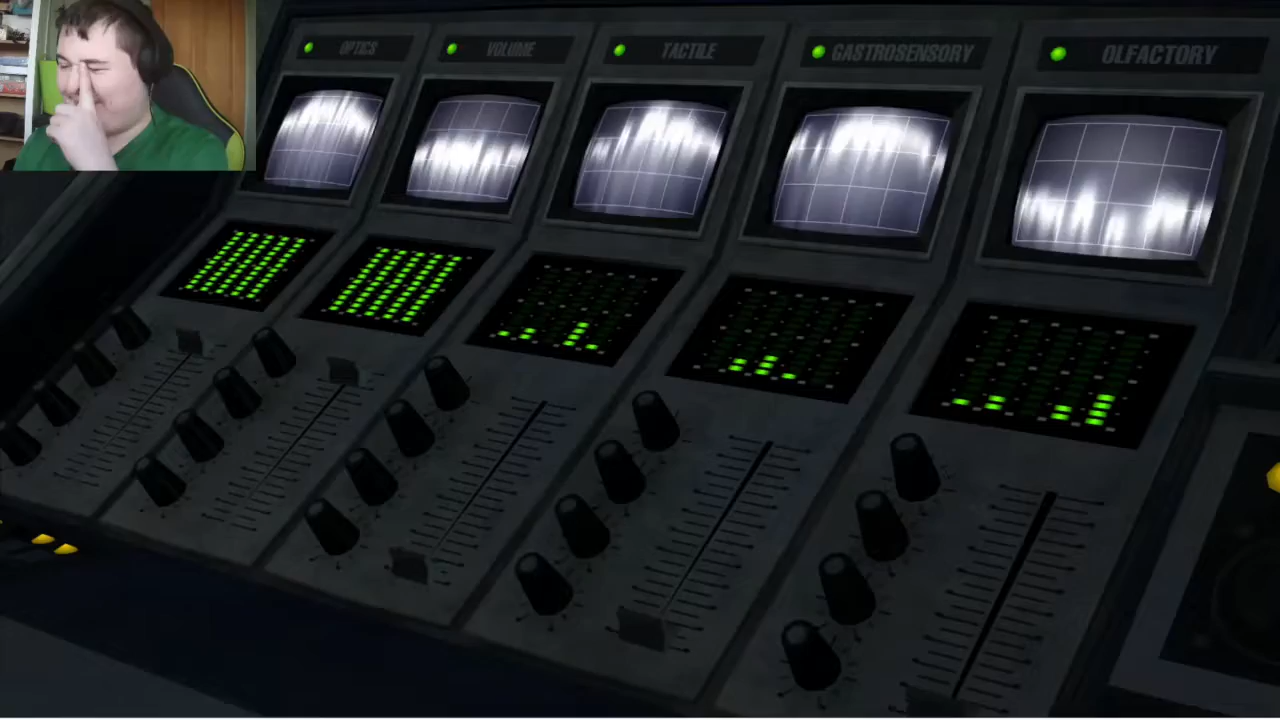 OPTICS
VOLUME
TACTILE
GASTROSENSORY
OLFACTORY